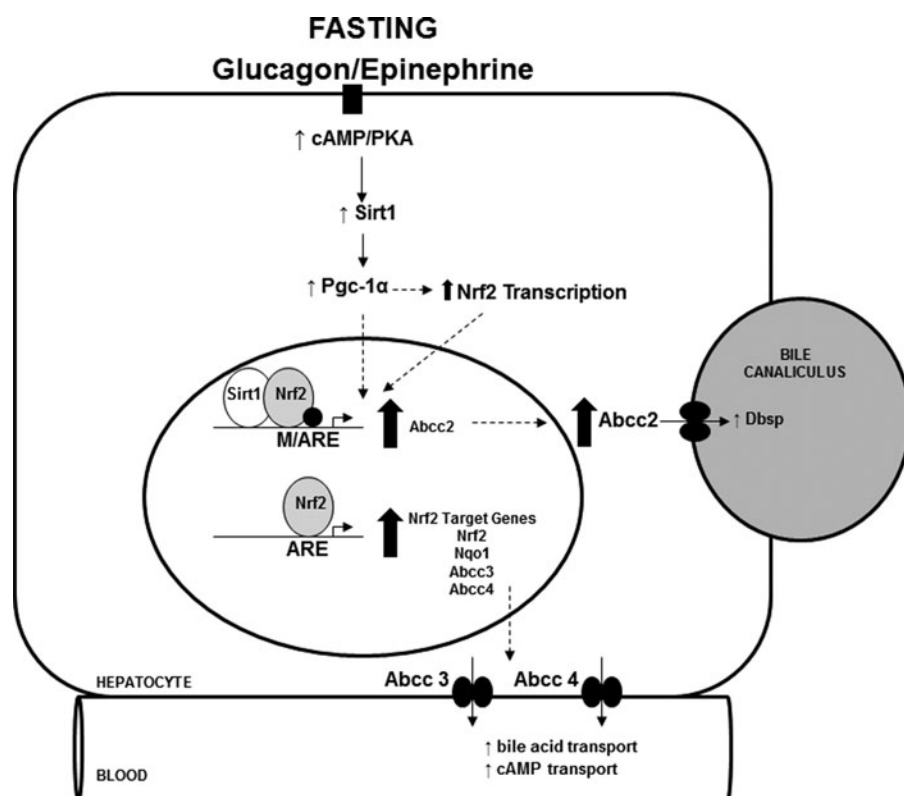 FASTING
Glucagon/Epinephrine
↑ cAMP/PKA
↑ Sirt1
↑ Pgc-1α
↑ Nrf2 Transcription
BILE
CANALICULUS
Sirt1
Nrf2
M/ARE
Abcc2
Abcc2
↑ Dbsp
Nrf2
ARE
Nrf2 Target Genes
Nrf2
Nqo1
Abcc3
Abcc4
HEPATOCYTE
Abcc 3
Abcc 4
BLOOD
↑ bile acid transport
↑ cAMP transport